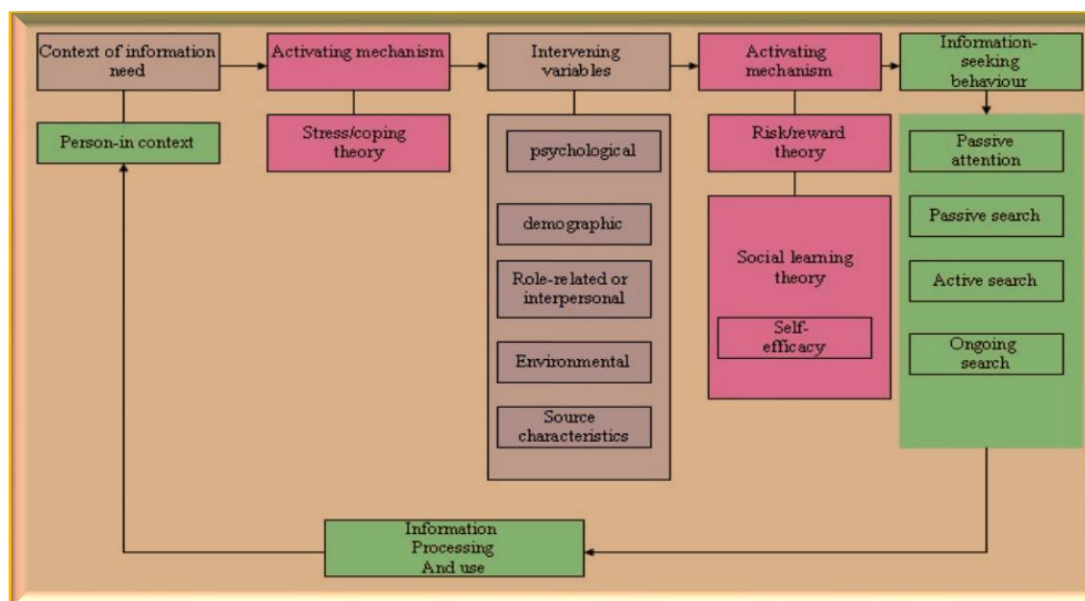 Context of information
need
Activating mechanism
Intervening
variables
Activating
mechanism
Information-
seeking
behaviour
Person-in context
Stress/coping
theory
psychological
demographic
Role-related or
interpersonal
Environmental
Source
characteristics
Risk/reward
theory
Social learning
theory
Self-
efficacy
Passive
attention
Passive search
Active search
Ongoing
search
Information
Processing
And use